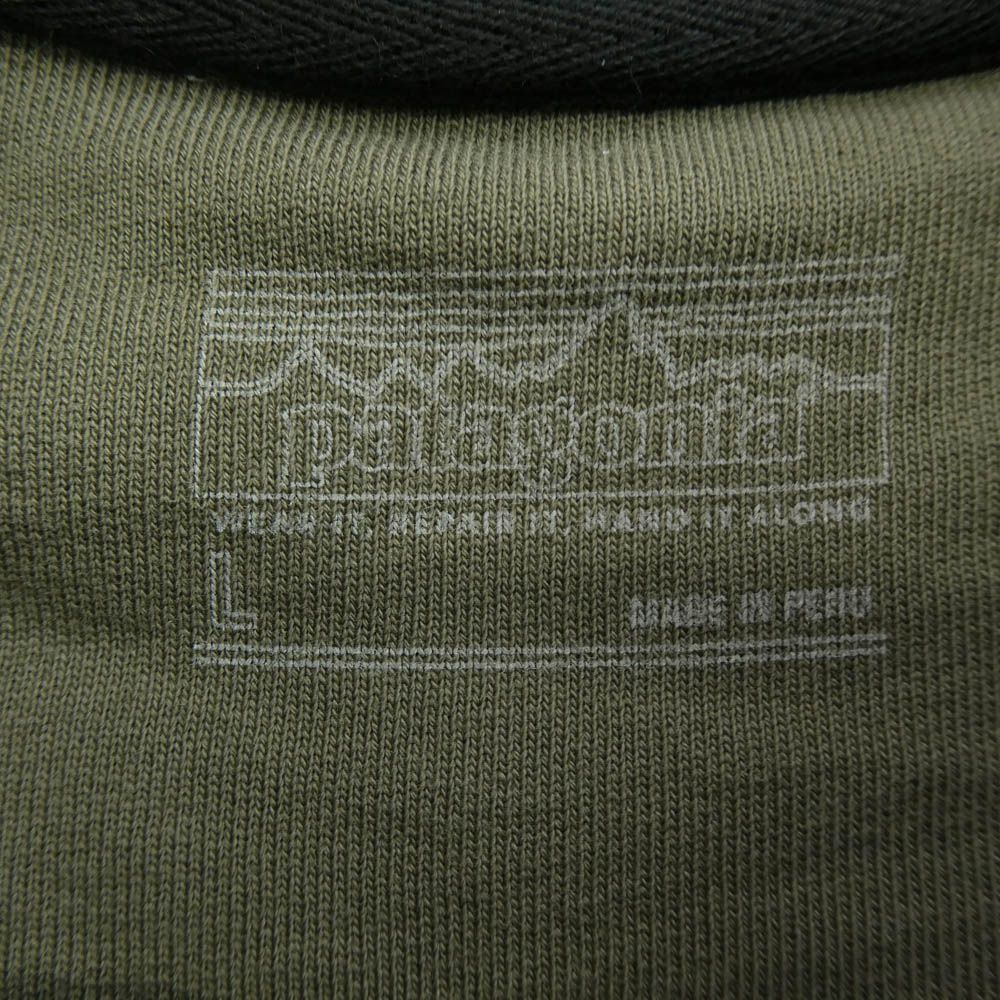 patagonia
WEAR IT, REPAIR IT, HAND IT ALONG
L
MADE IN PERU